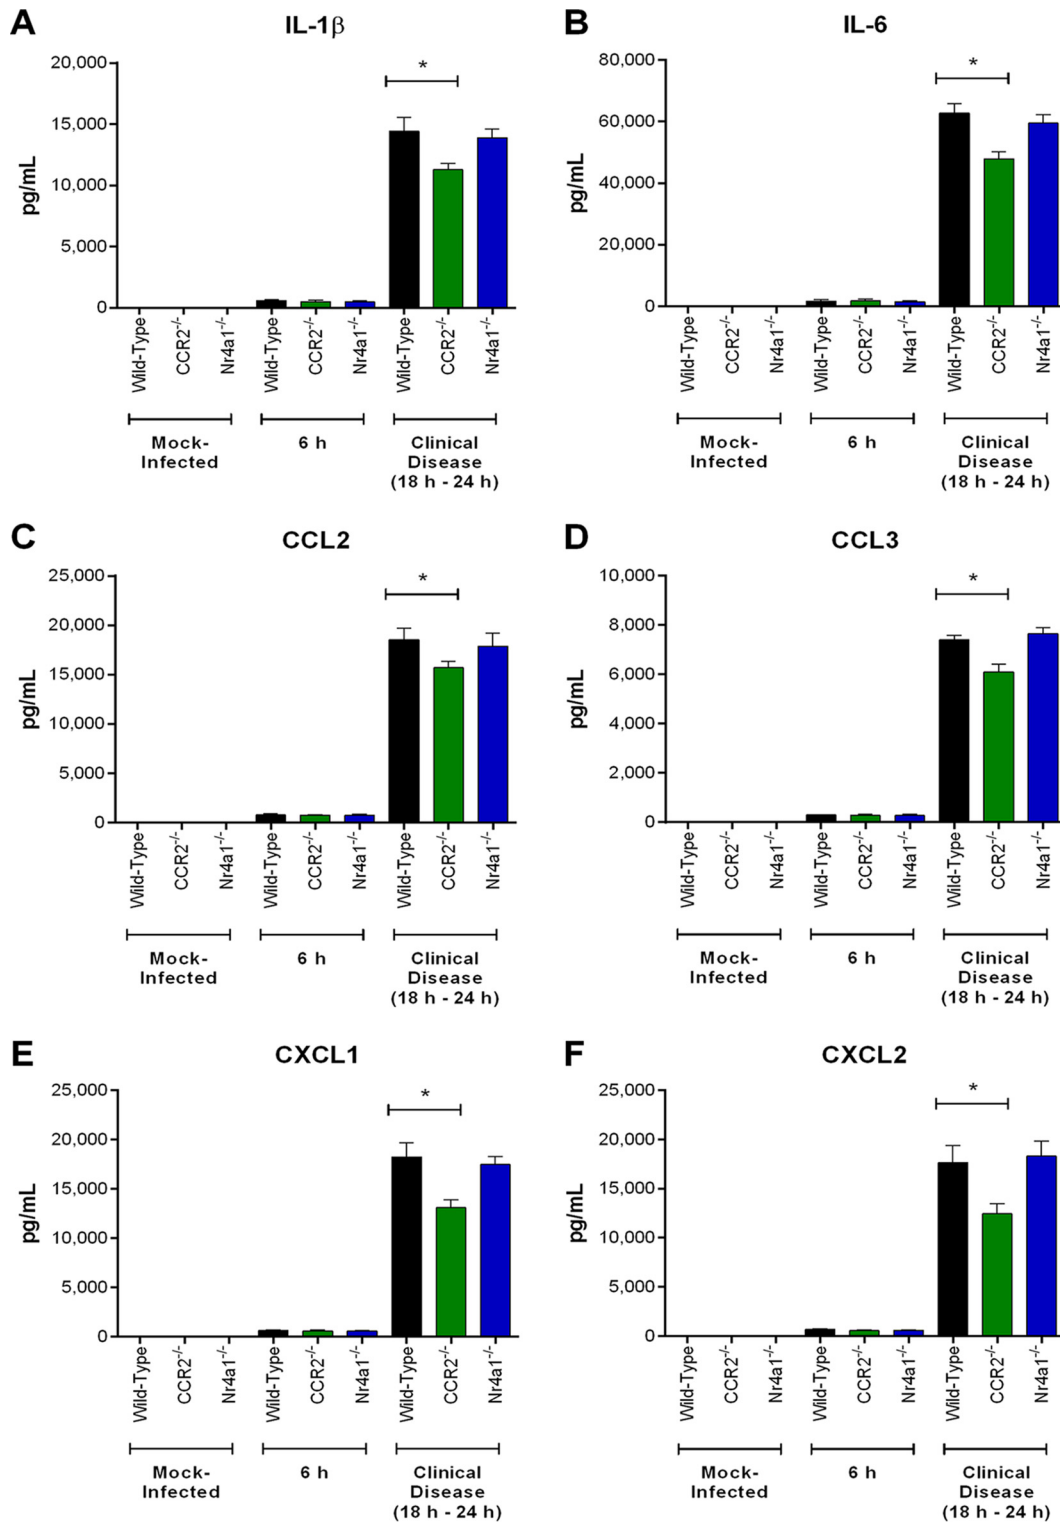 A
IL-1β
20,000
15,000
10,000
5,000
0
pg/mL
*
Wild-Type
CCR2-/-
Nr4a1-/-
Wild-Type
CCR2-/-
Nr4a1-/-
Wild-Type
CCR2-/-
Nr4a1-/-
Mock-
Infected
6 h
Clinical
Disease
(18 h - 24 h)
B
IL-6
80,000
60,000
40,000
20,000
0
pg/mL
*
Wild-Type
CCR2-/-
Nr4a1-/-
Wild-Type
CCR2-/-
Nr4a1-/-
Wild-Type
CCR2-/-
Nr4a1-/-
Mock-
Infected
6 h
Clinical
Disease
(18 h - 24 h)
C
CCL2
25,000
20,000
15,000
10,000
5,000
0
pg/mL
*
Wild-Type
CCR2-/-
Nr4a1-/-
Wild-Type
CCR2-/-
Nr4a1-/-
Wild-Type
CCR2-/-
Nr4a1-/-
Mock-
Infected
6 h
Clinical
Disease
(18 h - 24 h)
D
CCL3
10,000
8,000
6,000
4,000
2,000
0
pg/mL
*
Wild-Type
CCR2-/-
Nr4a1-/-
Wild-Type
CCR2-/-
Nr4a1-/-
Wild-Type
CCR2-/-
Nr4a1-/-
Mock-
Infected
6 h
Clinical
Disease
(18 h - 24 h)
E
CXCL1
25,000
20,000
15,000
10,000
5,000
0
pg/mL
*
Wild-Type
CCR2-/-
Nr4a1-/-
Wild-Type
CCR2-/-
Nr4a1-/-
Wild-Type
CCR2-/-
Nr4a1-/-
Mock-
Infected
6 h
Clinical
Disease
(18 h - 24 h)
F
CXCL2
25,000
20,000
15,000
10,000
5,000
0
pg/mL
*
Wild-Type
CCR2-/-
Nr4a1-/-
Wild-Type
CCR2-/-
Nr4a1-/-
Wild-Type
CCR2-/-
Nr4a1-/-
Mock-
Infected
6 h
Clinical
Disease
(18 h - 24 h)